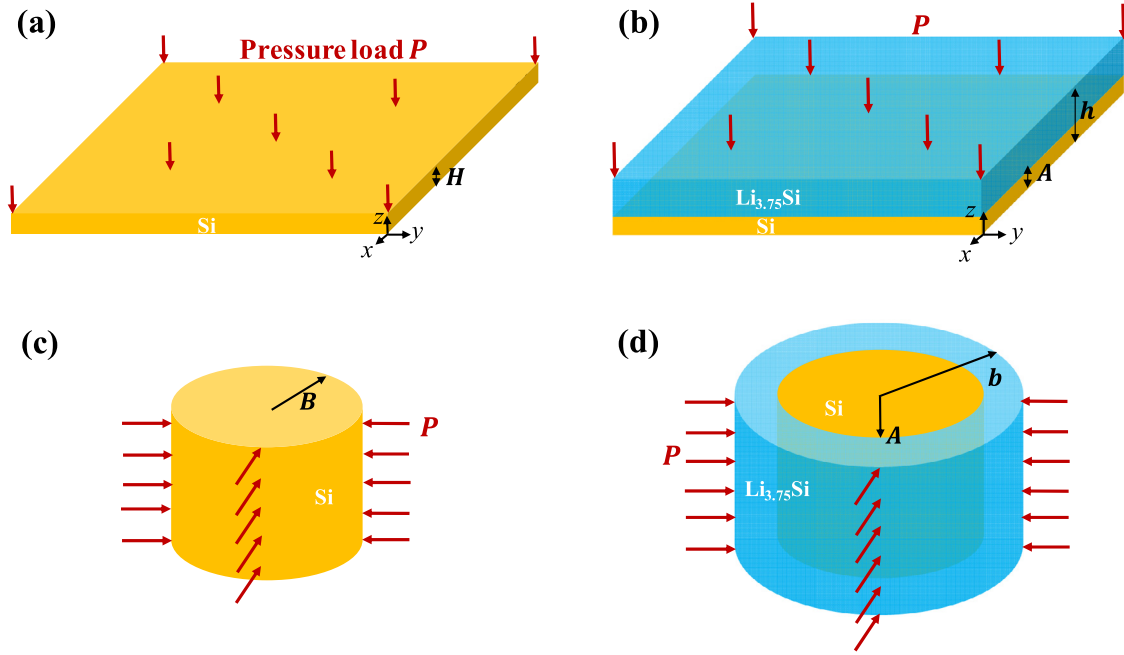 (a)
Pressure load P
H
Si
z
y
x
(b)
P
h
A
Li3.75Si
Si
z
y
x
(c)
B
P
Si
(d)
b
Si
A
P
Li3.75Si